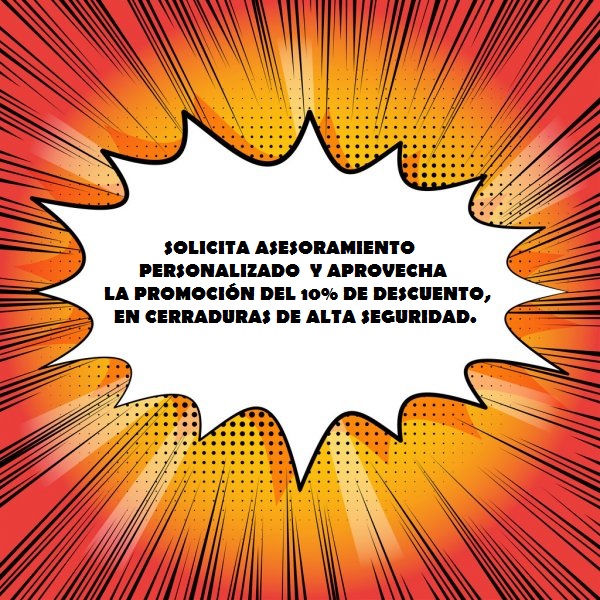 SOLICITA ASESORAMIENTO
PERSONALIZADO Y APROVECHA
LA PROMOCIÓN DEL 10% DE DESCUENTO,
EN CERRADURAS DE ALTA SEGURIDAD.